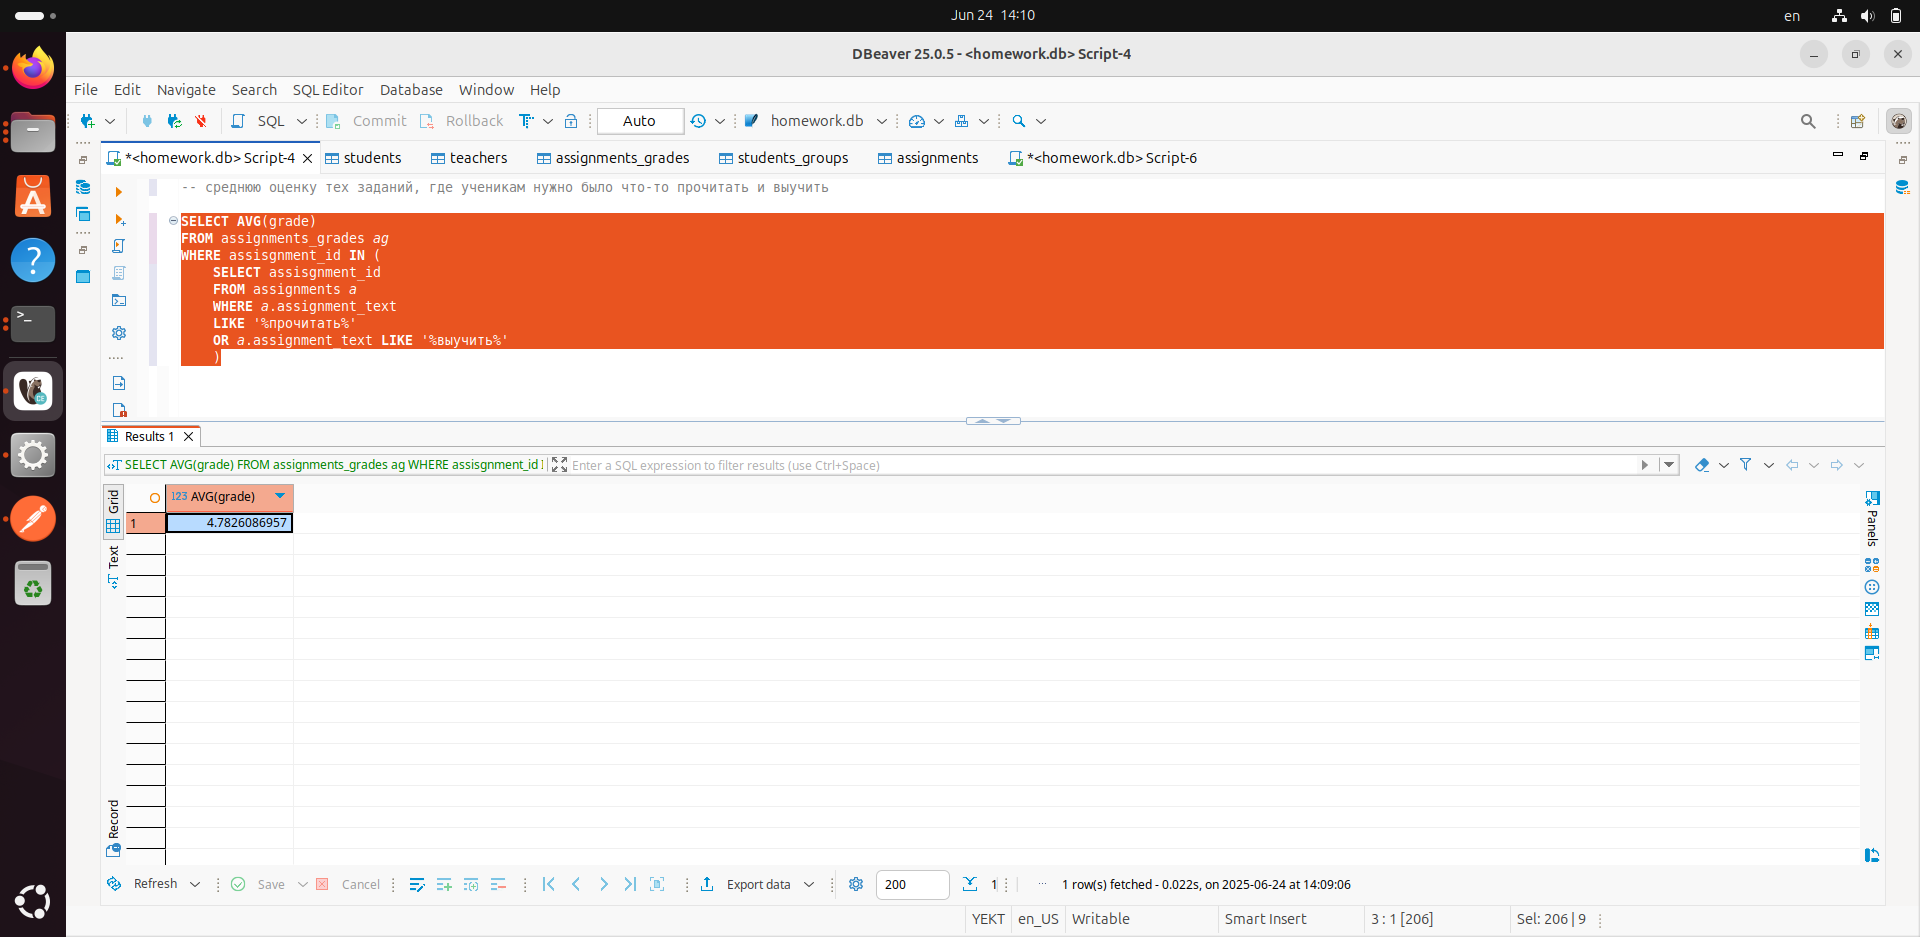 Jun 24 14:10
en
DBeaver 25.0.5 - <homework.db> Script-4
File Edit Navigate Search SQL Editor Database Window Help
SQL Commit Rollback Auto homework.db
*<homework.db> Script-4 students teachers assignments_grades students_groups assignments *<homework.db> Script-6
-- среднюю оценку тех заданий, где ученикам нужно было что-то прочитать и выучить
SELECT AVG(grade)
FROM assignments_grades ag
WHERE assisgnment_id IN (
SELECT assisgnment_id
FROM assignments a
WHERE a.assignment_text
LIKE '%прочитать%'
OR a.assignment_text LIKE '%выучить%'
)
Results 1
SELECT AVG(grade) FROM assignments_grades ag WHERE assisgnment_id I
Enter a SQL expression to filter results (use Ctrl+Space)
Grid
Text
Record
123 AVG(grade)
1 4.7826086957
Panels
Refresh Save Cancel Export data 200 1 ... 1 row(s) fetched - 0.022s, on 2025-06-24 at 14:09:06
YEKT en_US Writable Smart Insert 3 : 1 [206] Sel: 206 | 9